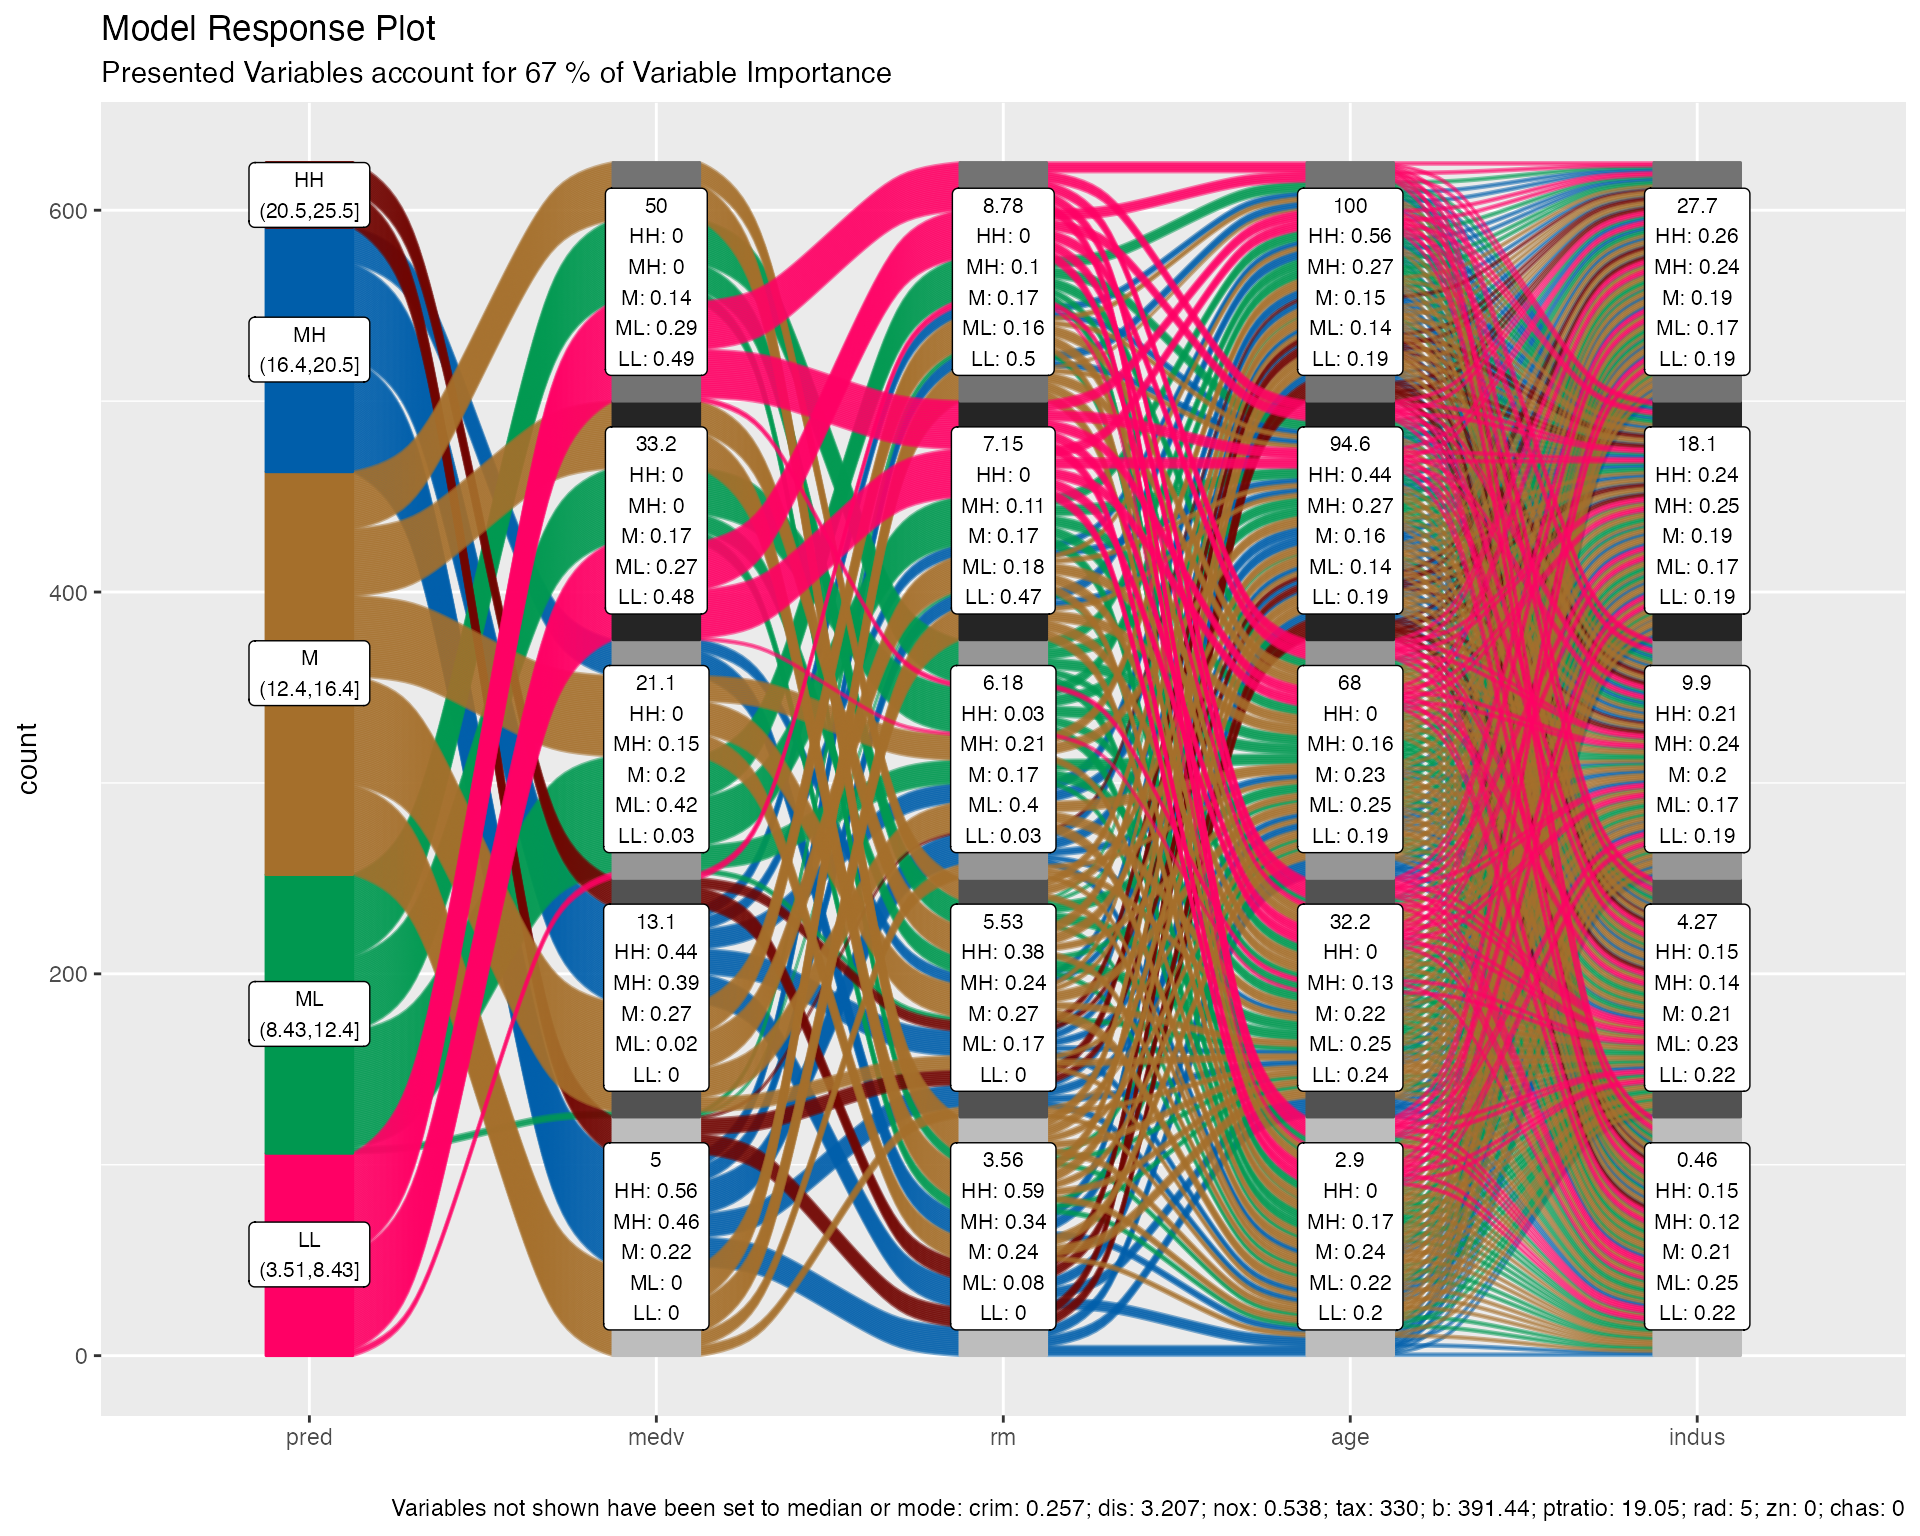 Model Response Plot
Presented Variables account for 67 % of Variable Importance
count
600
400
200
0
HH
(20.5,25.5]
MH
(16.4,20.5]
M
(12.4,16.4]
ML
(8.43,12.4]
LL
(3.51,8.43]
50
HH: 0
MH: 0
M: 0.14
ML: 0.29
LL: 0.49
33.2
HH: 0
MH: 0
M: 0.17
ML: 0.27
LL: 0.48
21.1
HH: 0
MH: 0.15
M: 0.2
ML: 0.42
LL: 0.03
13.1
HH: 0.44
MH: 0.39
M: 0.27
ML: 0.02
LL: 0
5
HH: 0.56
MH: 0.46
M: 0.22
ML: 0
LL: 0
8.78
HH: 0
MH: 0.1
M: 0.17
ML: 0.16
LL: 0.5
7.15
HH: 0
MH: 0.11
M: 0.17
ML: 0.18
LL: 0.47
6.18
HH: 0.03
MH: 0.21
M: 0.17
ML: 0.4
LL: 0.03
5.53
HH: 0.38
MH: 0.24
M: 0.27
ML: 0.17
LL: 0
3.56
HH: 0.59
MH: 0.34
M: 0.24
ML: 0.08
LL: 0
100
HH: 0.56
MH: 0.27
M: 0.15
ML: 0.14
LL: 0.19
94.6
HH: 0.44
MH: 0.27
M: 0.16
ML: 0.14
LL: 0.19
68
HH: 0
MH: 0.16
M: 0.23
ML: 0.25
LL: 0.19
32.2
HH: 0
MH: 0.13
M: 0.22
ML: 0.25
LL: 0.24
2.9
HH: 0
MH: 0.17
M: 0.24
ML: 0.22
LL: 0.2
27.7
HH: 0.26
MH: 0.24
M: 0.19
ML: 0.17
LL: 0.19
18.1
HH: 0.24
MH: 0.25
M: 0.19
ML: 0.17
LL: 0.19
9.9
HH: 0.21
MH: 0.24
M: 0.2
ML: 0.17
LL: 0.19
4.27
HH: 0.15
MH: 0.14
M: 0.21
ML: 0.23
LL: 0.22
0.46
HH: 0.15
MH: 0.12
M: 0.21
ML: 0.25
LL: 0.22
pred
medv
rm
age
indus
Variables not shown have been set to median or mode: crim: 0.257; dis: 3.207; nox: 0.538; tax: 330; b: 391.44; ptratio: 19.05; rad: 5; zn: 0; chas: 0